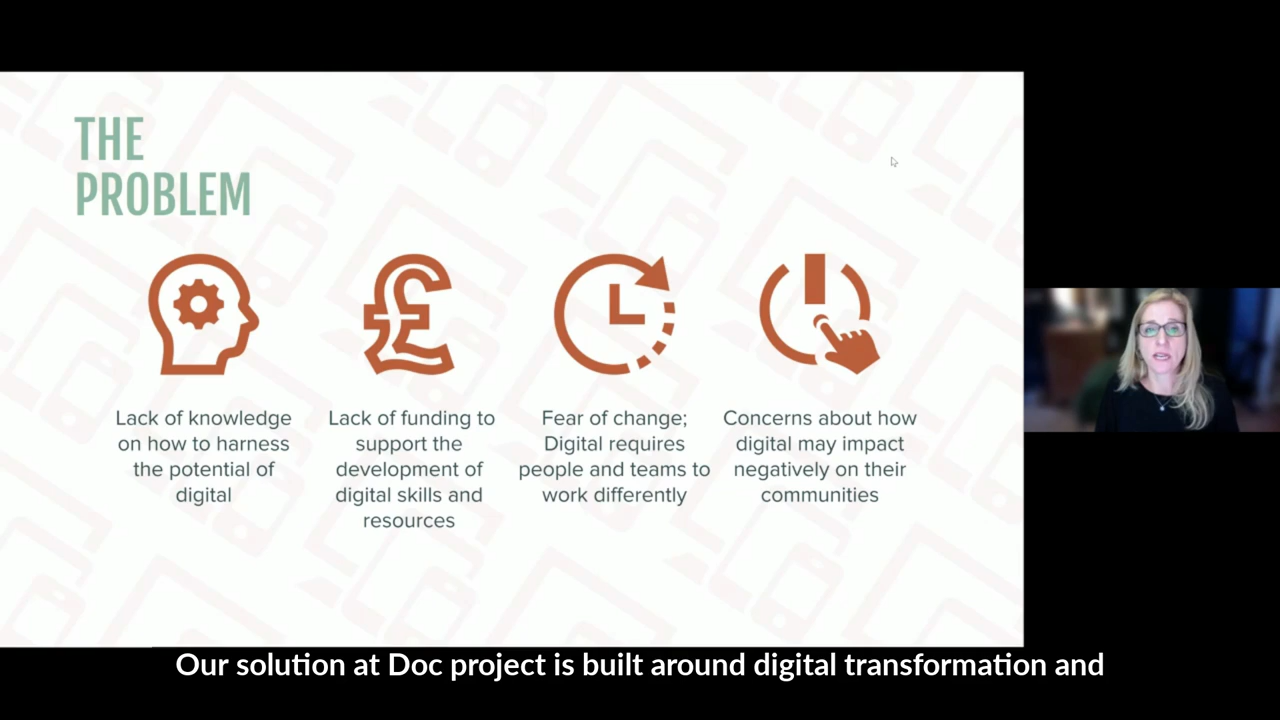 THE
PROBLEM
Lack of knowledge
on how to harness
the potential of
digital
Lack of funding to
support the
development of
digital skills and
resources
Fear of change;
Digital requires
people and teams to
work differently
Concerns about how
digital may impact
negatively on their
communities
Our solution at Doc project is built around digital transformation and